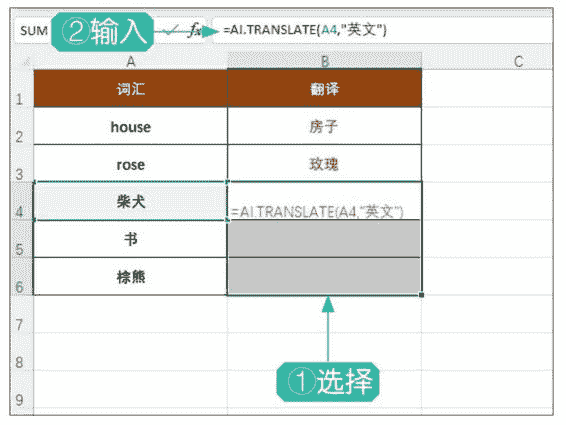 SUM ②输入 fx =AI.TRANSLATE(A4,"英文")
A B C
1 词汇 翻译
2 house 房子
3 rose 玫瑰
4 柴犬 =AI.TRANSLATE(A4,"英文")
5 书
6 棕熊
7
①选择
8
9